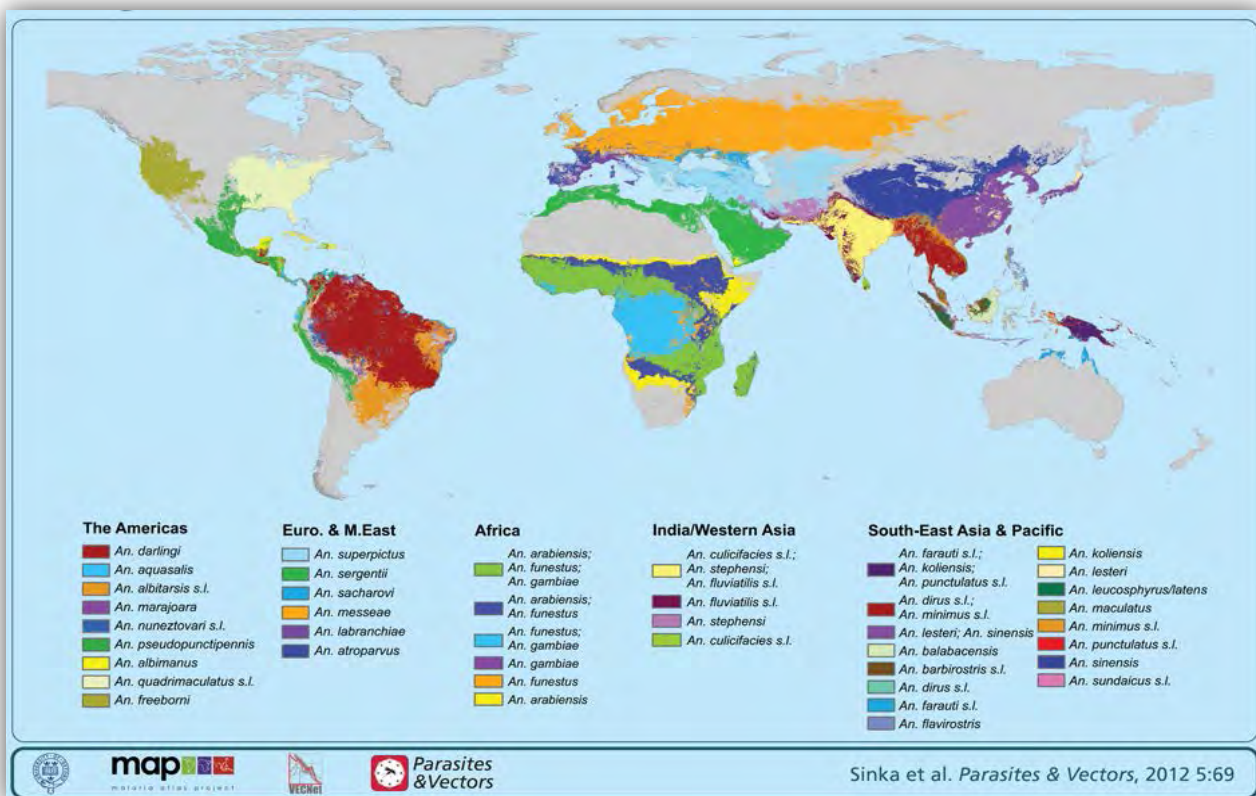 The Americas
An. darlingi
An. aquasalis
An. albitarsis s.l.
An. marajoara
An. nuneztovari s.l.
An. pseudopunctipennis
An. albimanus
An. quadrimaculatus s.l.
An. freeborni
Euro. & M.East
An. superpictus
An. sergentii
An. sacharovi
An. messeae
An. labranchiae
An. atroparvus
Africa
An. arabiensis;
An. funestus;
An. gambiae
An. arabiensis;
An. funestus
An. funestus;
An. gambiae
An. gambiae
An. funestus
An. arabiensis
India/Western Asia
An. culicifacies s.l.;
An. stephensi;
An. fluviatilis s.l.
An. fluviatilis s.l.
An. stephensi
An. culicifacies s.l.
South-East Asia & Pacific
An. farauti s.l.;
An. koliensis;
An. punctulatus s.l.
An. dirus s.l.;
An. minimus s.l.
An. lesteri; An. sinensis
An. balabacensis
An. barbirostris s.l.
An. dirus s.l.
An. farauti s.l.
An. flavirostris
An. koliensis
An. lesteri
An. leucosphyrus/latens
An. maculatus
An. minimus s.l.
An. punctulatus s.l.
An. sinensis
An. sundaicus s.l.
map
malaria atlas project
VECNet
Parasites
&Vectors
Sinka et al. Parasites & Vectors, 2012 5:69